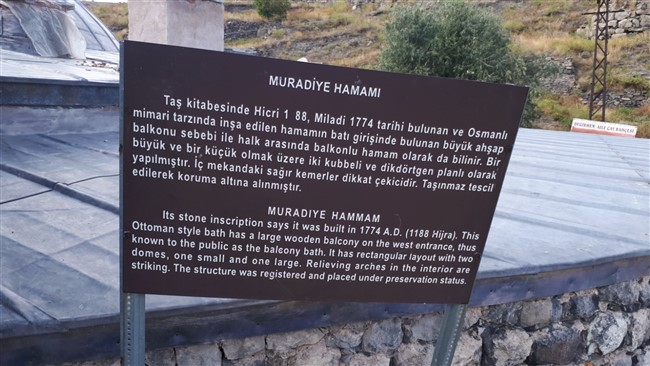 MURADİYE HAMAMI
Taş kitabesinde Hicri 1 88, Miladi 1774 tarihi bulunan ve Osmanlı
mimari tarzında inşa edilen hamamın batı girişinde bulunan büyük ahşap
balkonu sebebi ile halk arasında balkonlu hamam olarak da bilinir. Bir
büyük ve bir küçük olmak üzere iki kubbeli ve dikdörtgen planlı olarak
yapılmıştır. İç mekandaki sağır kemerler dikkat çekicidir. Taşınmaz tescil
edilerek koruma altına alınmıştır.
MURADİYE HAMMAM
Its stone inscription says it was built in 1774 A.D. (1188 Hijra). This
Ottoman style bath has a large wooden balcony on the west entrance, thus
known to the public as the balcony bath. It has rectangular layout with two
domes, one small and one large. Relieving arches in the interior are
striking. The structure was registered and placed under preservation status.